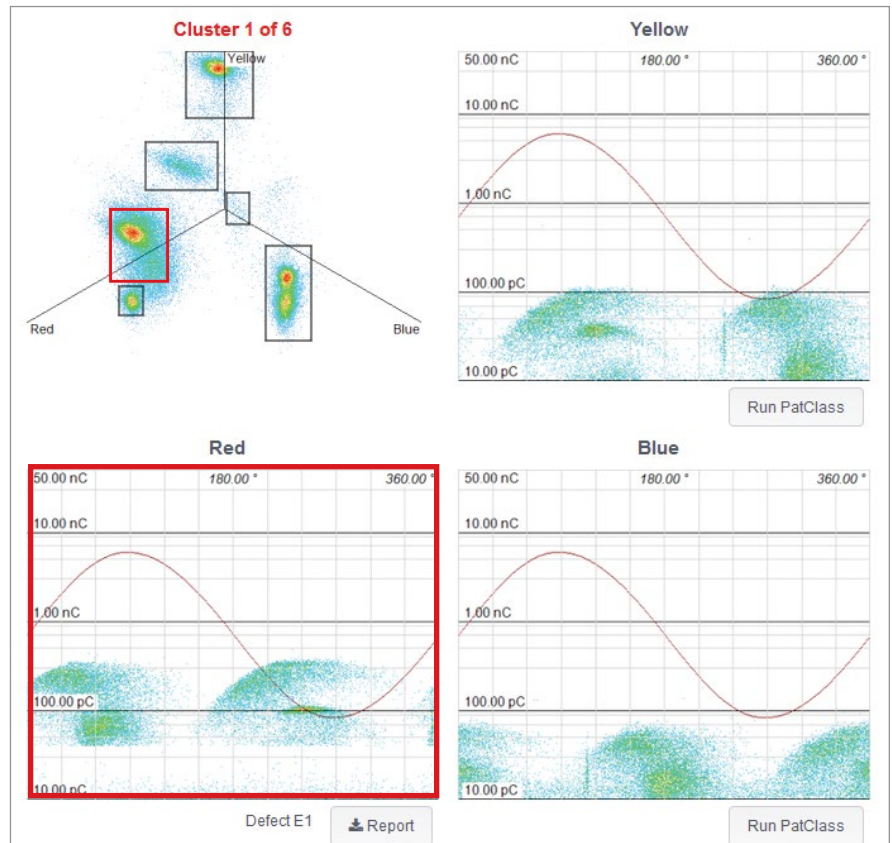 Cluster 1 of 6
Yellow
Red
Blue
Yellow
50.00 nC 180.00 ° 360.00 °
10.00 nC
1.00 nC
100.00 pC
10.00 pC
Run PatClass
Red
50.00 nC 180.00 ° 360.00 °
10.00 nC
1.00 nC
100.00 pC
10.00 pC
Defect E1 Report
Blue
50.00 nC 180.00 ° 360.00 °
10.00 nC
1.00 nC
100.00 pC
10.00 pC
Run PatClass